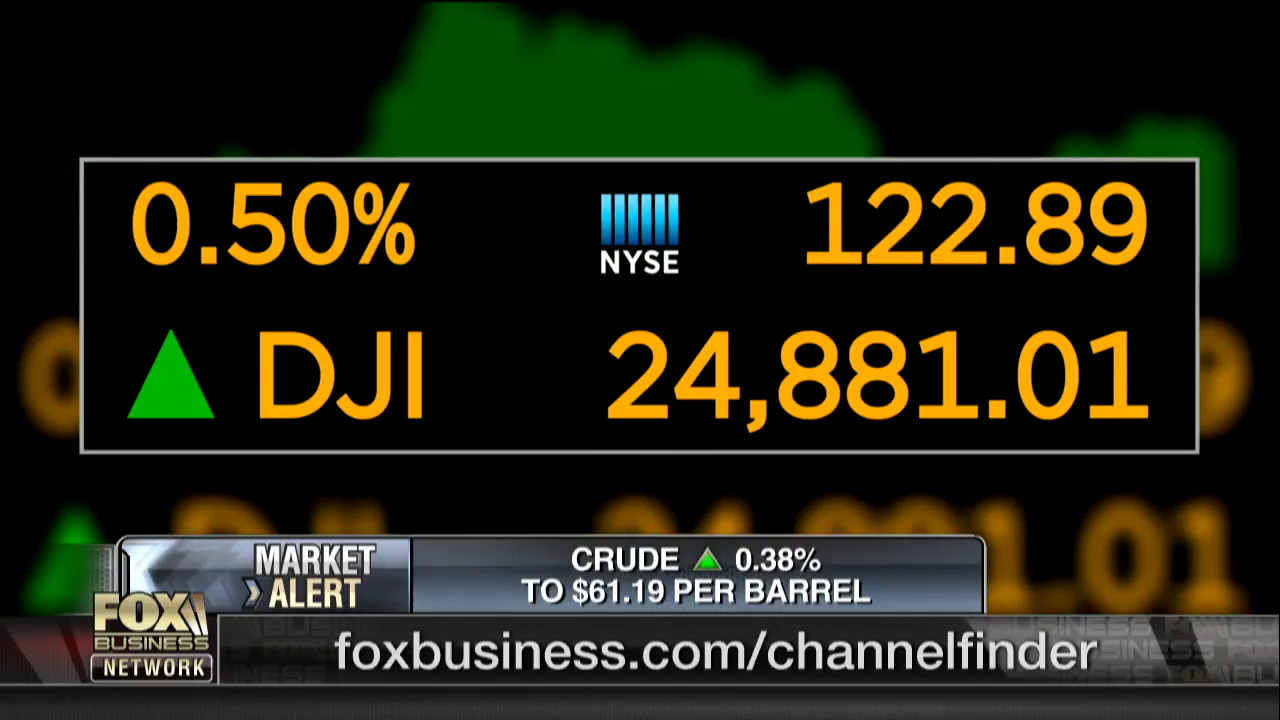 0.50%
NYSE
122.89
DJI
24,881.01
MARKET
ALERT
CRUDE 0.38%
TO $61.19 PER BARREL
FOX
BUSINESS
NETWORK
foxbusiness.com/channelfinder